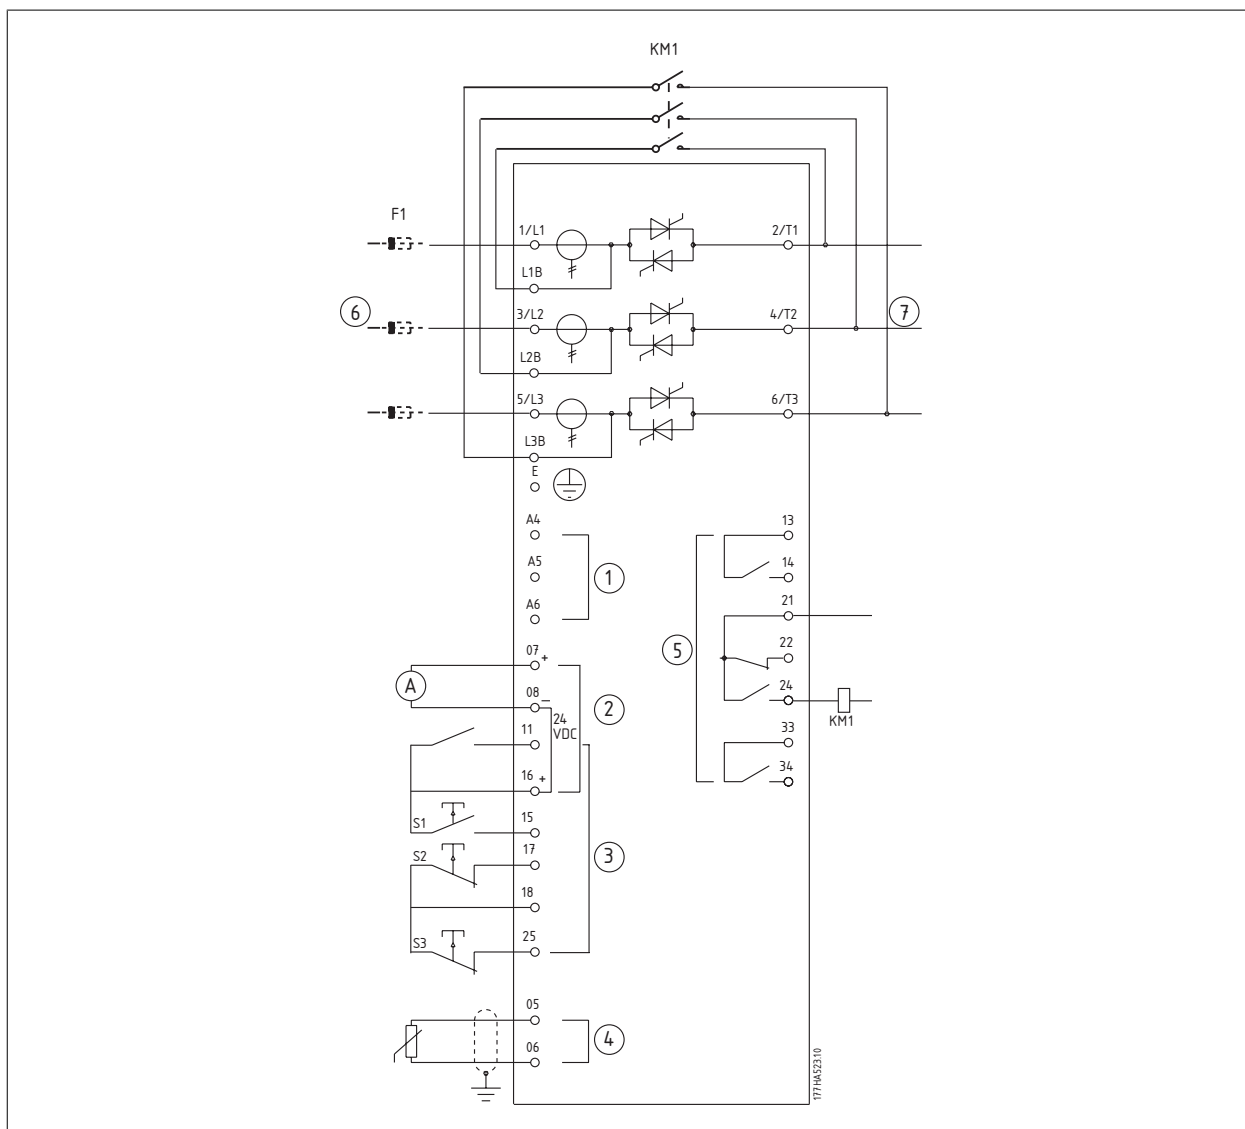 KM1
F1
1/L1
2/T1
L1B
6
3/L2
4/T2
7
L2B
5/L3
6/T3
L3B
E
A4
13
A5
1
14
A6
21
07 +
5
22
A
08 –
2
24
24
VDC
KM1
11
33
16 +
34
S1
15
S2
17
3
18
S3
25
05
4
06
177HA523.10